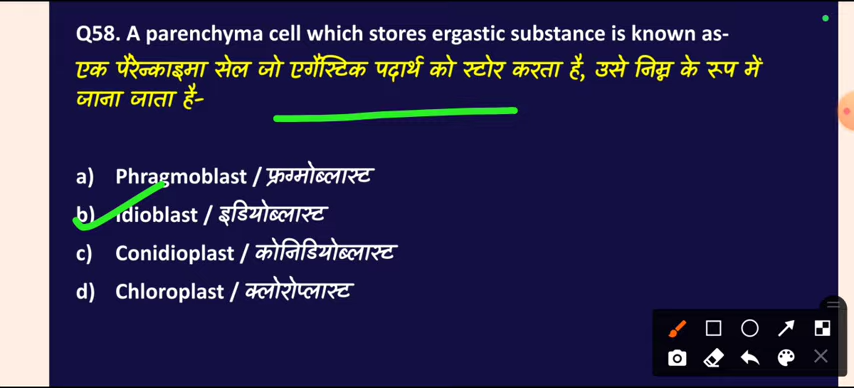 Q58. A parenchyma cell which stores ergastic substance is known as-
एक पैरेन्काइमा सेल जो एर्गैस्टिक पदार्थ को स्टोर करता है, उसे निम्न के रूप में
जाना जाता है-
a) Phragmoblast / फ्रग्मोब्लास्ट
b) Idioblast / इडियोब्लास्ट
c) Conidioplast / कोनिडियोब्लास्ट
d) Chloroplast / क्लोरोप्लास्ट